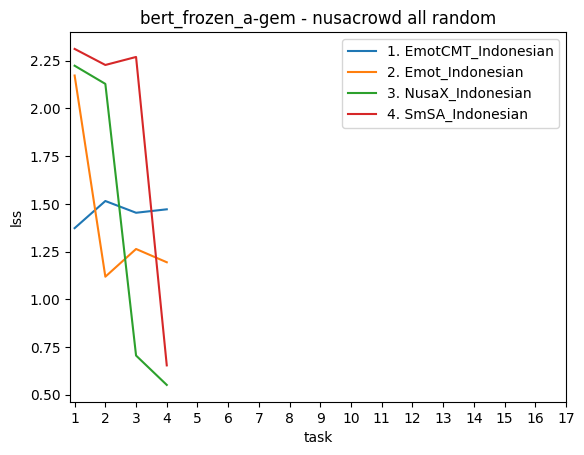 bert_frozen_a-gem - nusacrowd all random
1. EmotCMT_Indonesian
2. Emot_Indonesian
3. NusaX_Indonesian
4. SmSA_Indonesian
lss
2.25
2.00
1.75
1.50
1.25
1.00
0.75
0.50
1 2 3 4 5 6 7 8 9 10 11 12 13 14 15 16 17
task